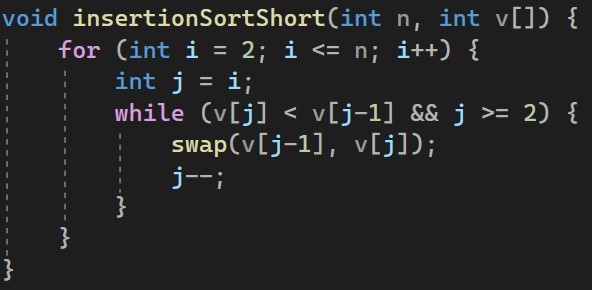 void insertionSortShort(int n, int v[]) {
    for (int i = 2; i <= n; i++) {
        int j = i;
        while (v[j] < v[j-1] && j >= 2) {
            swap(v[j-1], v[j]);
            j--;
        }
    }
}